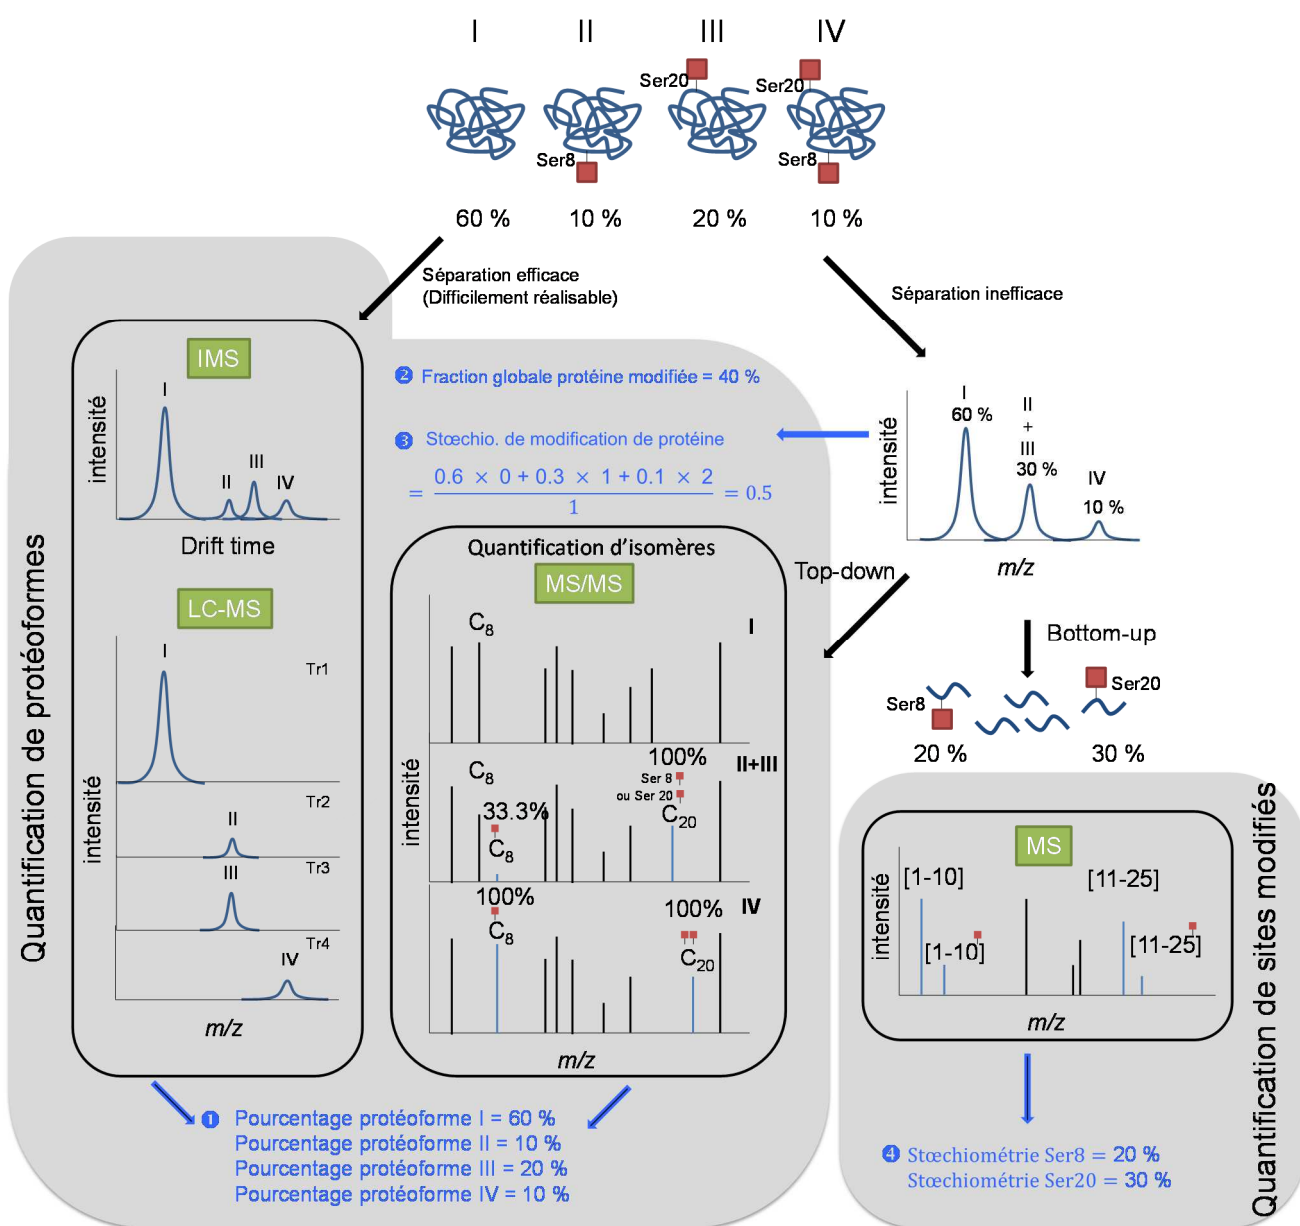 I II III IV
Ser20 Ser20
Ser8 Ser8
60 % 10 % 20 % 10 %
Séparation efficace
(Difficilement réalisable)
Séparation inefficace
Quantification de protéoformes
IMS
intensité
I
II
III
IV
Drift time
LC-MS
intensité
I
Tr1
Tr2
II
Tr3
III
Tr4
IV
m/z
❷ Fraction globale protéine modifiée = 40 %
❸ Stœchio. de modification de protéine
= (0.6 × 0 + 0.3 × 1 + 0.1 × 2) / 1 = 0.5
intensité
I
60 %
II
+
III
30 %
IV
10 %
m/z
Top-down
Bottom-up
Quantification d'isomères
MS/MS
intensité
C8
I
C8
33.3%
C8
100%
Ser 8
ou Ser 20
C20
II+III
100%
C8
100%
C20
IV
m/z
Ser8
Ser20
20 %
30 %
Quantification de sites modifiés
MS
intensité
[1-10]
[1-10]
[11-25]
[11-25]
m/z
❶ Pourcentage protéoforme I = 60 %
Pourcentage protéoforme II = 10 %
Pourcentage protéoforme III = 20 %
Pourcentage protéoforme IV = 10 %
❹ Stœchiométrie Ser8 = 20 %
Stœchiométrie Ser20 = 30 %